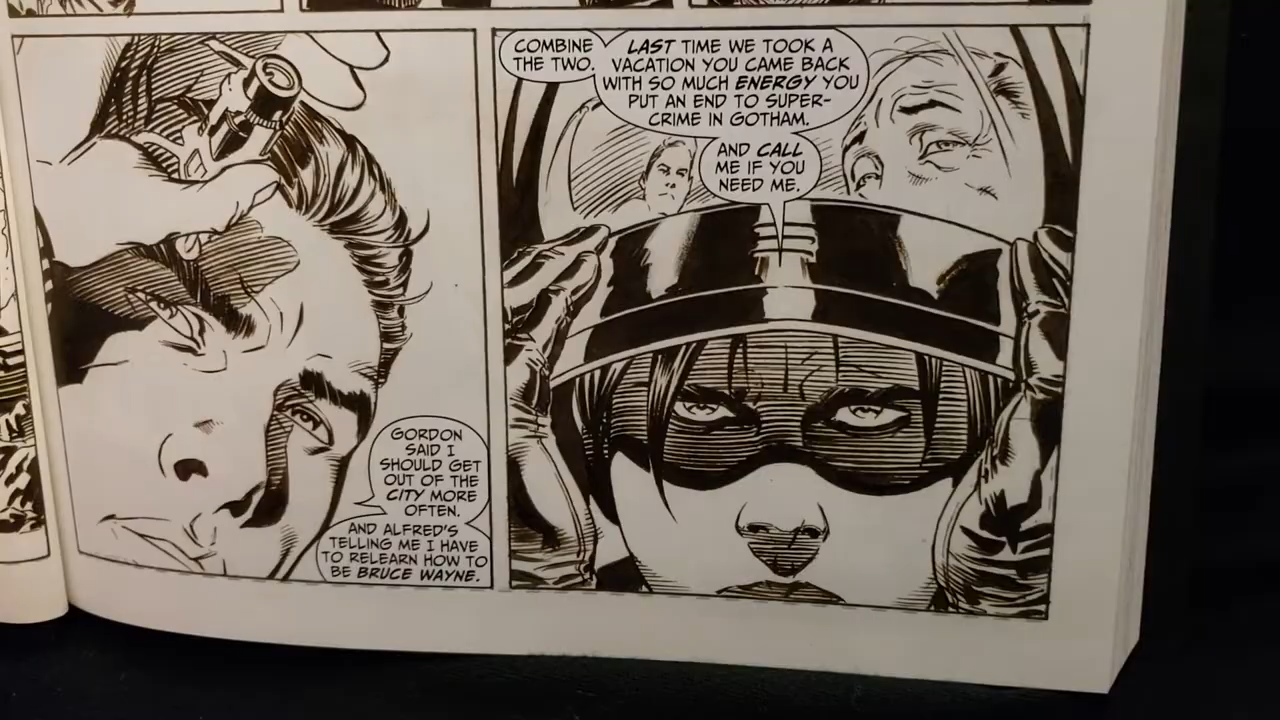 GORDON
SAID I
SHOULD GET
OUT OF THE
CITY MORE
OFTEN.
AND ALFRED'S
TELLING ME I HAVE
TO RELEARN HOW TO
BE BRUCE WAYNE.
COMBINE
THE TWO.
LAST TIME WE TOOK A
VACATION YOU CAME BACK
WITH SO MUCH ENERGY YOU
PUT AN END TO SUPER-
CRIME IN GOTHAM.
AND CALL
ME IF YOU
NEED ME.